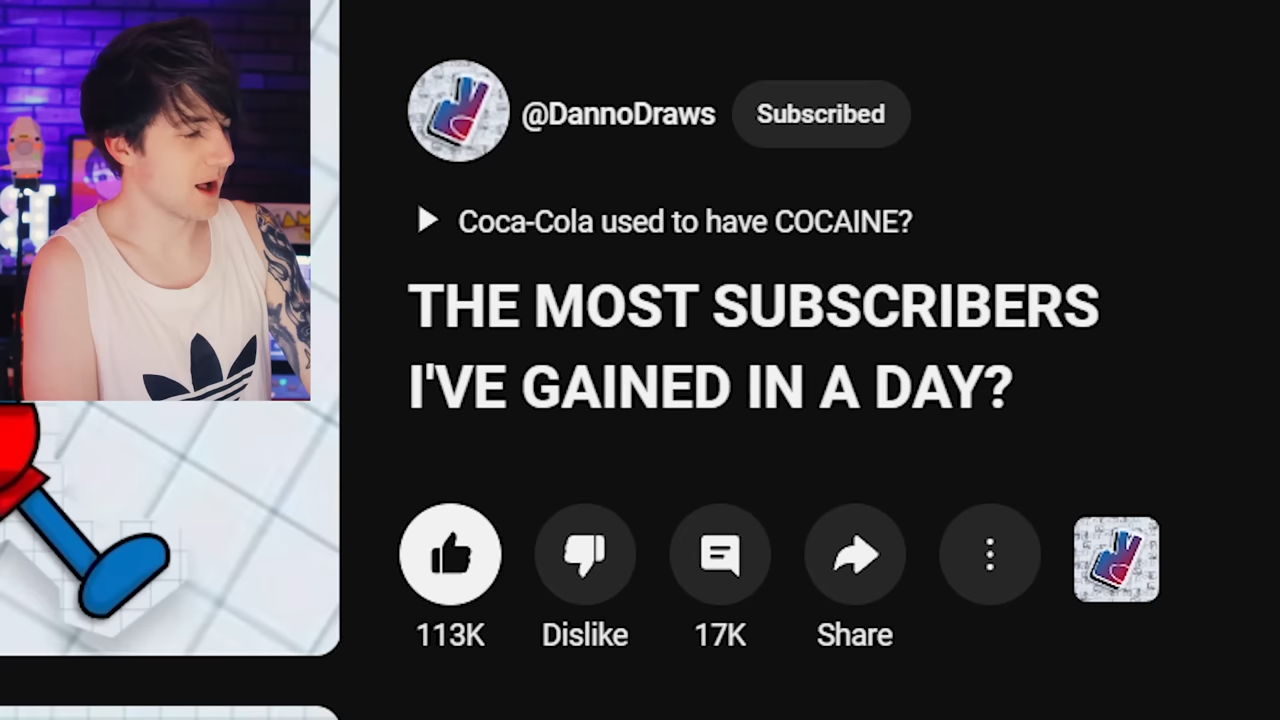 @DannoDraws
Subscribed
Coca-Cola used to have COCAINE?
THE MOST SUBSCRIBERS
I'VE GAINED IN A DAY?
113K
Dislike
17K
Share